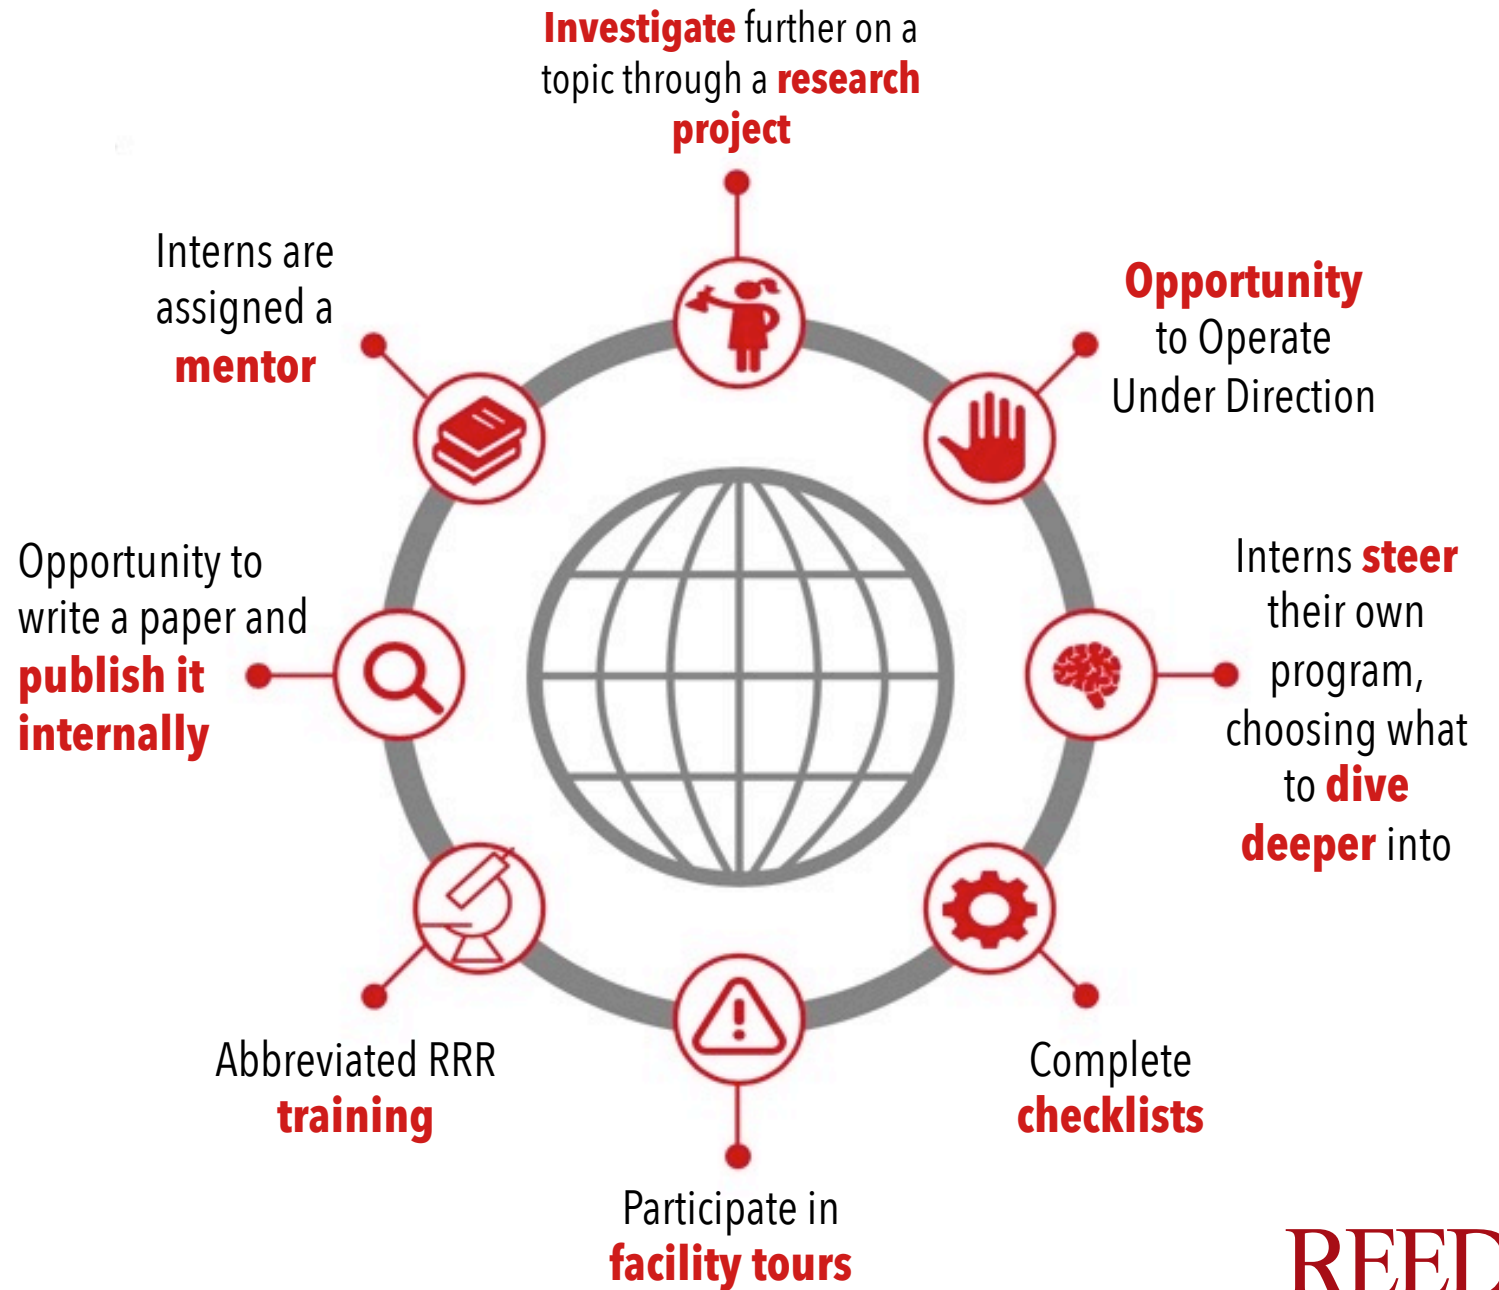 Investigate further on a
topic through a research
project
Interns are
assigned a
mentor
Opportunity
to Operate
Under Direction
Opportunity to
write a paper and
publish it
internally
Interns steer
their own
program,
choosing what
to dive
deeper into
Abbreviated RRR
training
Complete
checklists
Participate in
facility tours
REED